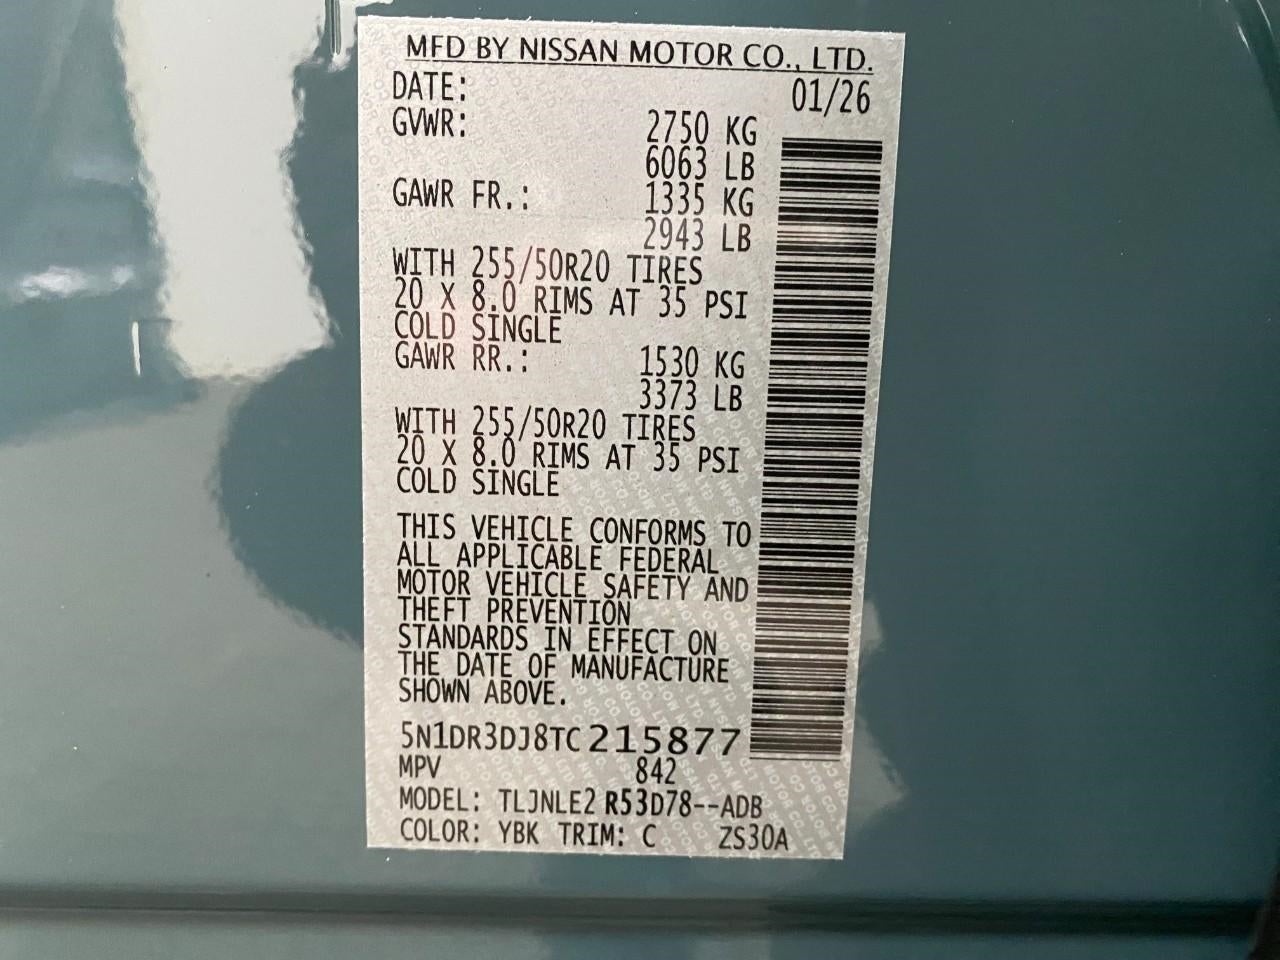 MFD BY NISSAN MOTOR CO., LTD.
DATE: 01/26
GVWR: 2750 KG
6063 LB
GAWR FR.: 1335 KG
2943 LB
WITH 255/50R20 TIRES
20 X 8.0 RIMS AT 35 PSI
COLD SINGLE
GAWR RR.: 1530 KG
3373 LB
WITH 255/50R20 TIRES
20 X 8.0 RIMS AT 35 PSI
COLD SINGLE
THIS VEHICLE CONFORMS TO
ALL APPLICABLE FEDERAL
MOTOR VEHICLE SAFETY AND
THEFT PREVENTION
STANDARDS IN EFFECT ON
THE DATE OF MANUFACTURE
SHOWN ABOVE.
5N1DR3DJ8TC215877
MPV 842
MODEL: TLJNLE2 R53D78--ADB
COLOR: YBK TRIM: C ZS30A